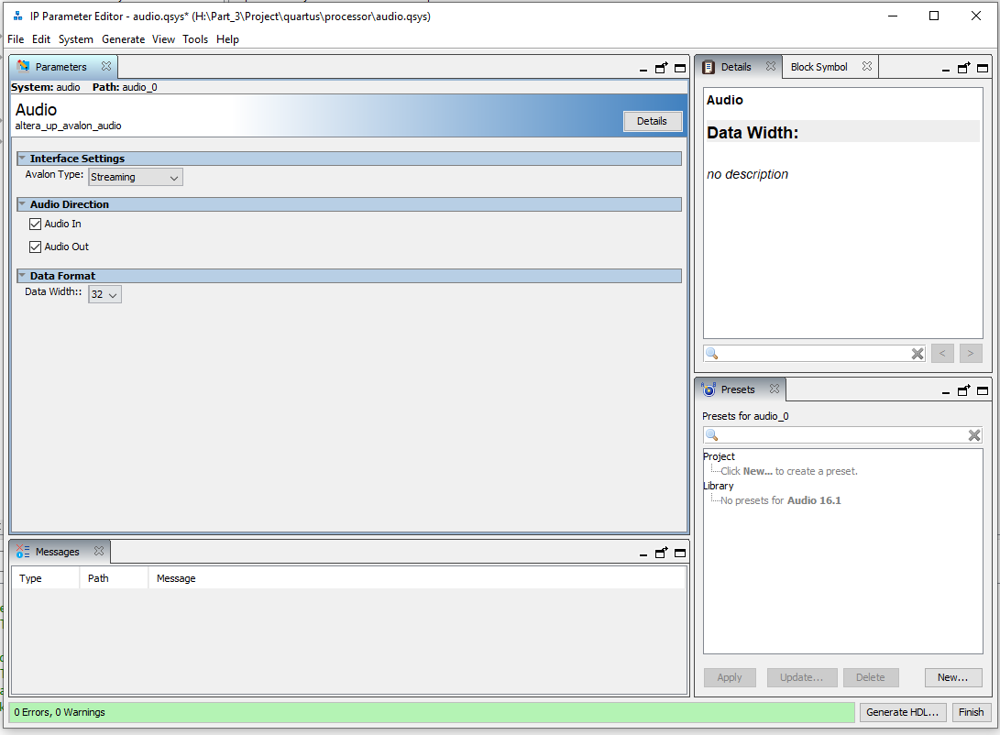 IP Parameter Editor - audio.qsys* (H:\Part_3\Project\quartus\processor\audio.qsys)
File Edit System Generate View Tools Help
Parameters
System: audio Path: audio_0
Audio
altera_up_avalon_audio
Details
Interface Settings
Avalon Type: Streaming
Audio Direction
Audio In
Audio Out
Data Format
Data Width:: 32
Messages
Type Path Message
0 Errors, 0 Warnings
Details Block Symbol
Audio
Data Width:
no description
< >
Presets
Presets for audio_0
Project
Click New... to create a preset.
Library
No presets for Audio 16.1
Apply Update... Delete New...
Generate HDL... Finish